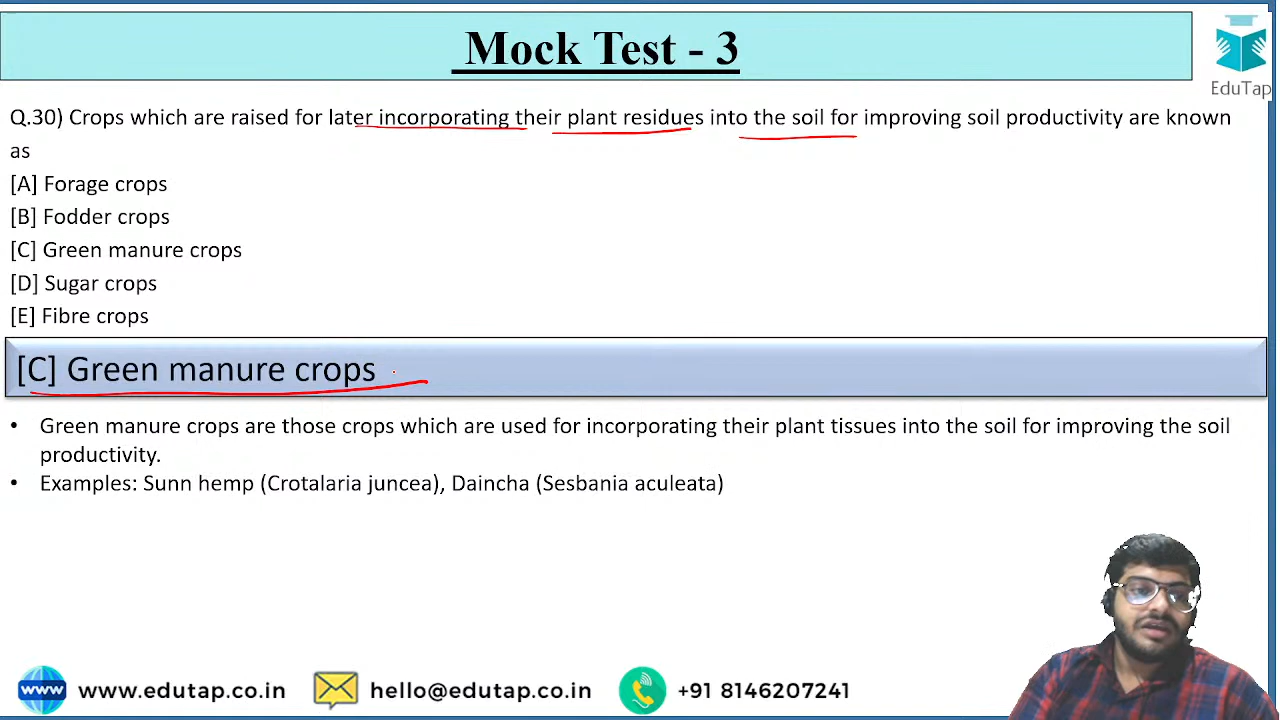 Mock Test - 3
EduTap
Q.30) Crops which are raised for later incorporating their plant residues into the soil for improving soil productivity are known
as
[A] Forage crops
[B] Fodder crops
[C] Green manure crops
[D] Sugar crops
[E] Fibre crops
[C] Green manure crops
• Green manure crops are those crops which are used for incorporating their plant tissues into the soil for improving the soil
productivity.
• Examples: Sunn hemp (Crotalaria juncea), Daincha (Sesbania aculeata)
www www.edutap.co.in hello@edutap.co.in +91 8146207241